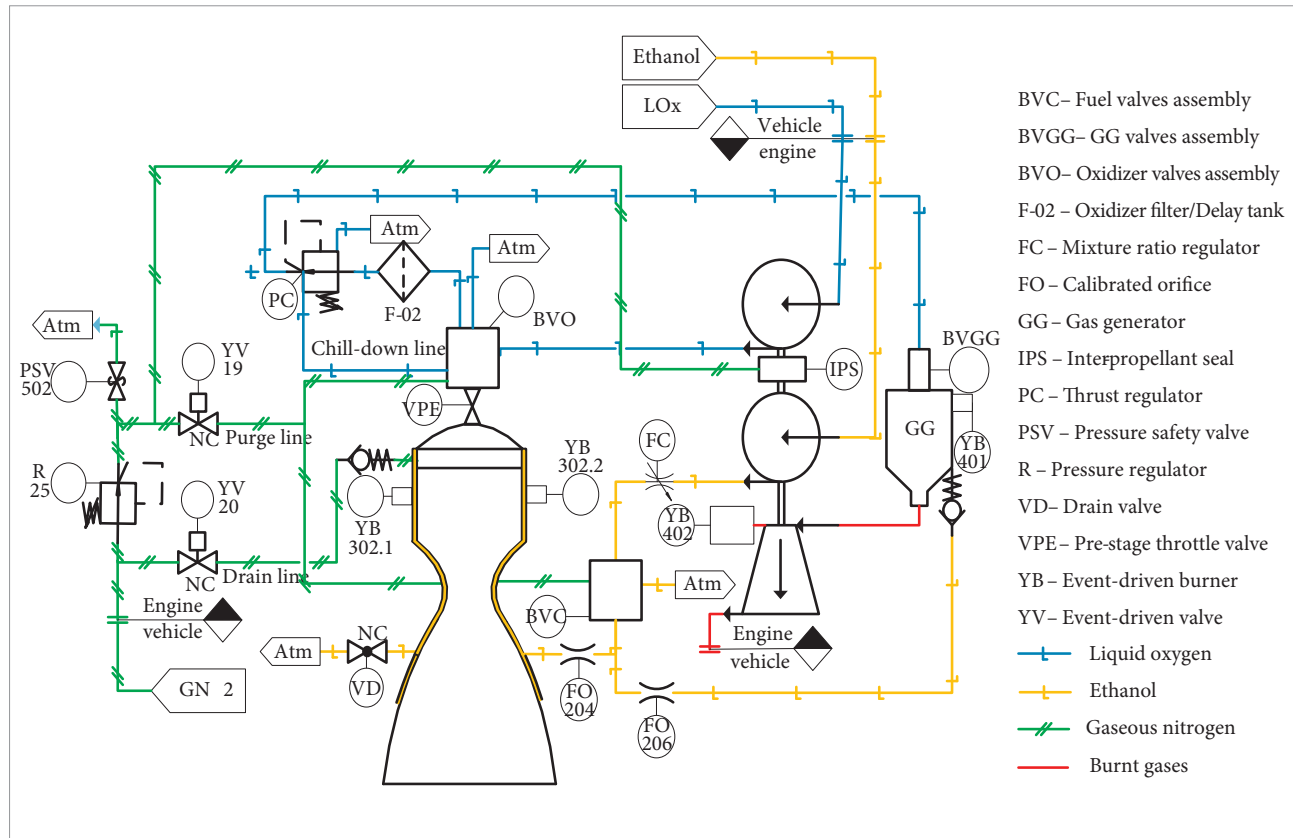 Ethanol
LOx
Vehicle
engine
Atm
Atm
PC
F-02
BVO
Chill-down line
Atm
PSV
502
YV
19
NC
Purge line
VPE
IPS
BVGG
GG
YB
401
FC
R
25
YV
20
NC
Drain line
YB
302.1
YB
302.2
YB
402
Engine
vehicle
GN 2
Atm
NC
VD
BVC
Atm
FO
204
FO
206
Engine
vehicle
BVC– Fuel valves assembly
BVGG– GG valves assembly
BVO– Oxidizer valves assembly
F-02 – Oxidizer filter/Delay tank
FC – Mixture ratio regulator
FO – Calibrated orifice
GG – Gas generator
IPS – Interpropellant seal
PC – Thrust regulator
PSV – Pressure safety valve
R – Pressure regulator
VD– Drain valve
VPE – Pre-stage throttle valve
YB – Event-driven burner
YV – Event-driven valve
Liquid oxygen
Ethanol
Gaseous nitrogen
Burnt gases